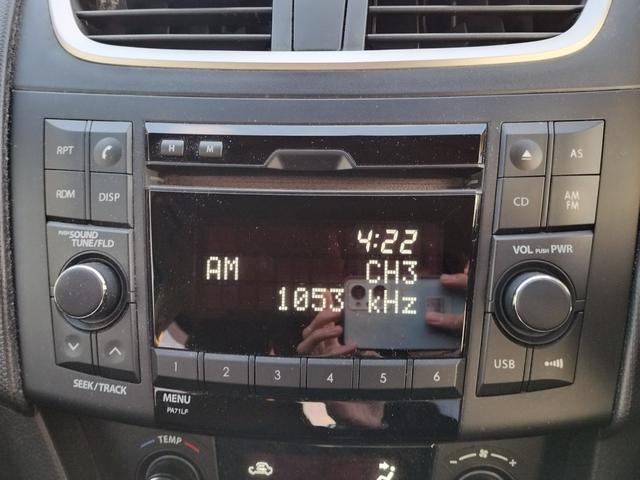 H M
RPT
RDM DISP
PUSH SOUND
TUNE/FLD
SEEK/TRACK
4:22
AM CH3
1053 kHz
1 2 3 4 5 6
MENU
PA71LF
AS
CD AM
FM
VOL PUSH PWR
USB
TEMP
- +